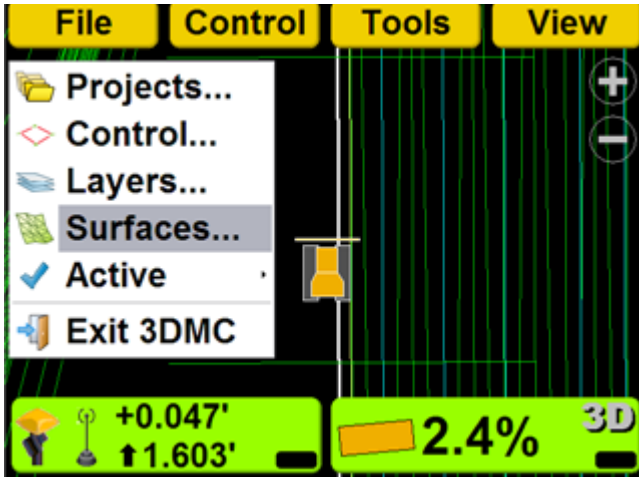 File Control Tools View
Projects...
Control...
Layers...
Surfaces...
Active
Exit 3DMC
+0.047'
1.603'
2.4%
3D